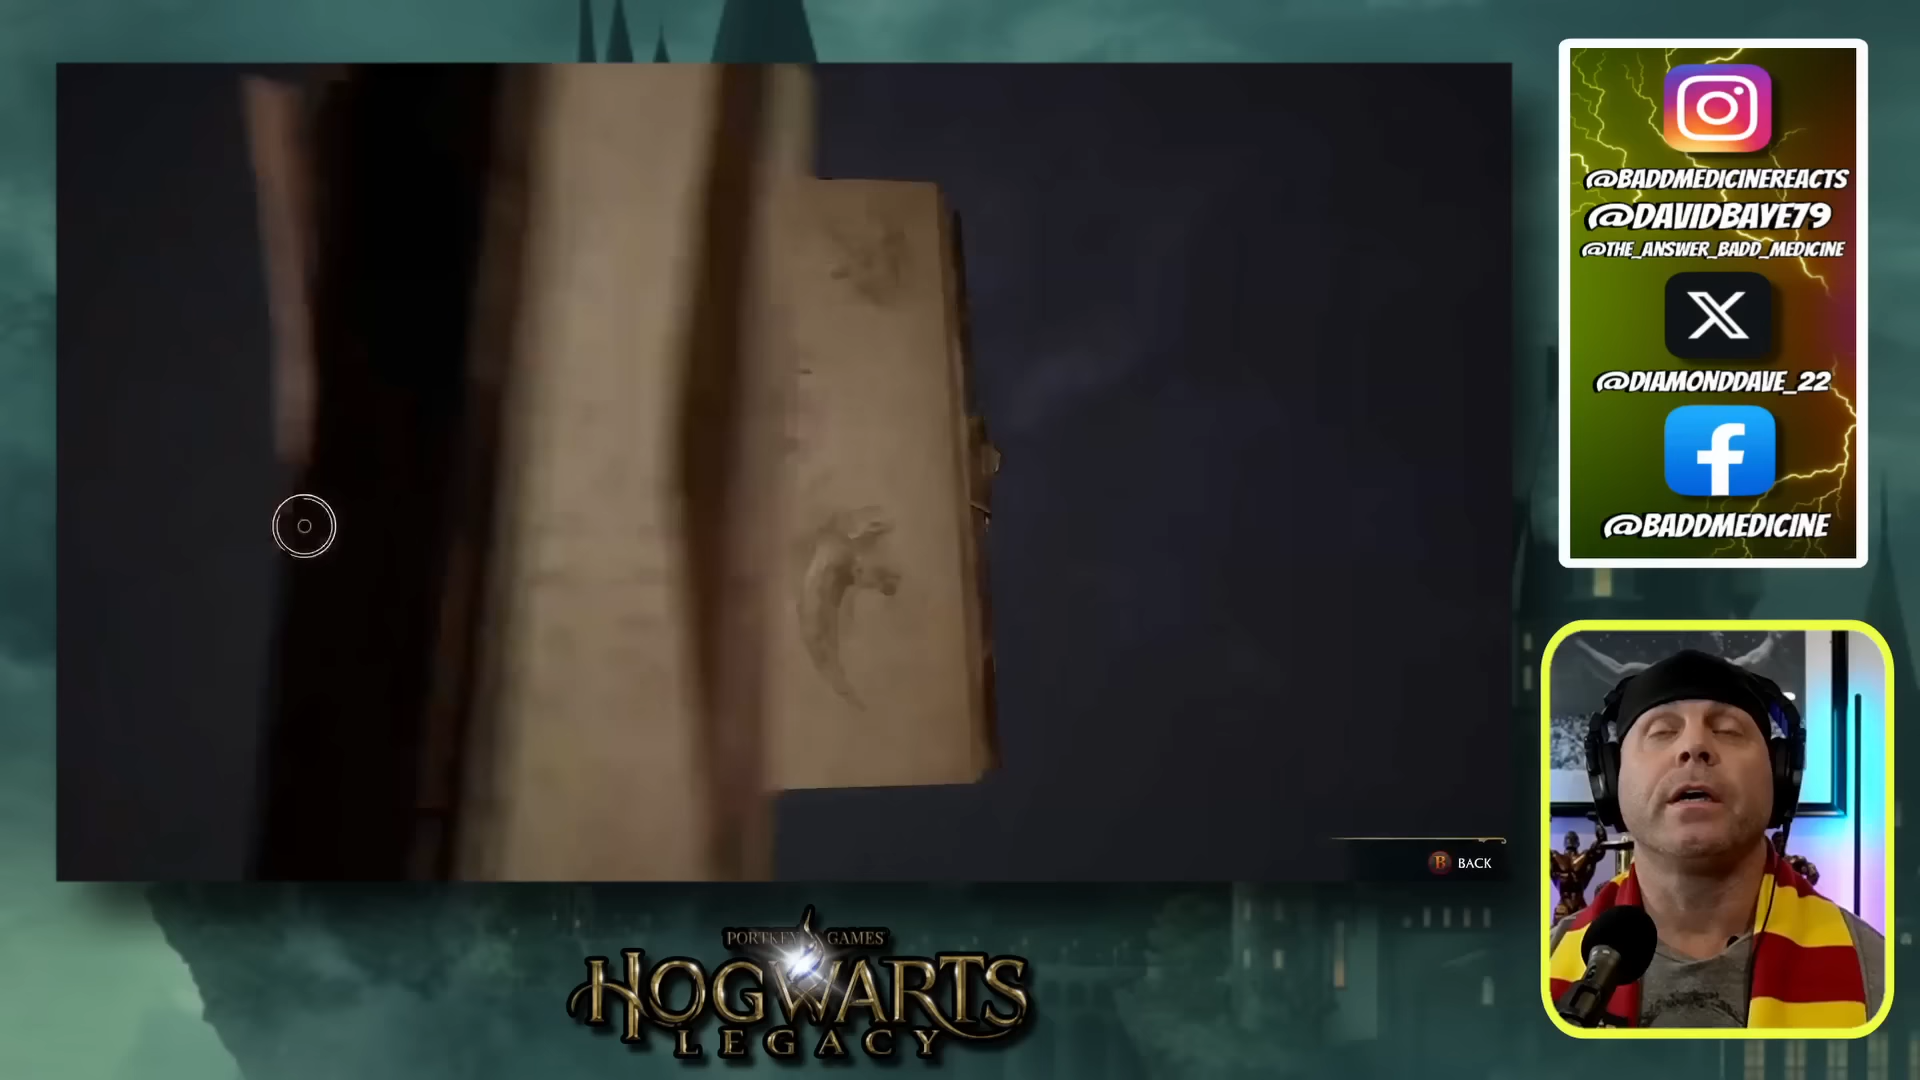 @BADDMEDICINEREACTS
@DAVIDBAYE79
@THE_ANSWER_BADD_MEDICINE
@DIAMONDDAVE_22
@BADDMEDICINE
B BACK
PORTKEY GAMES
HOGWARTS
LEGACY